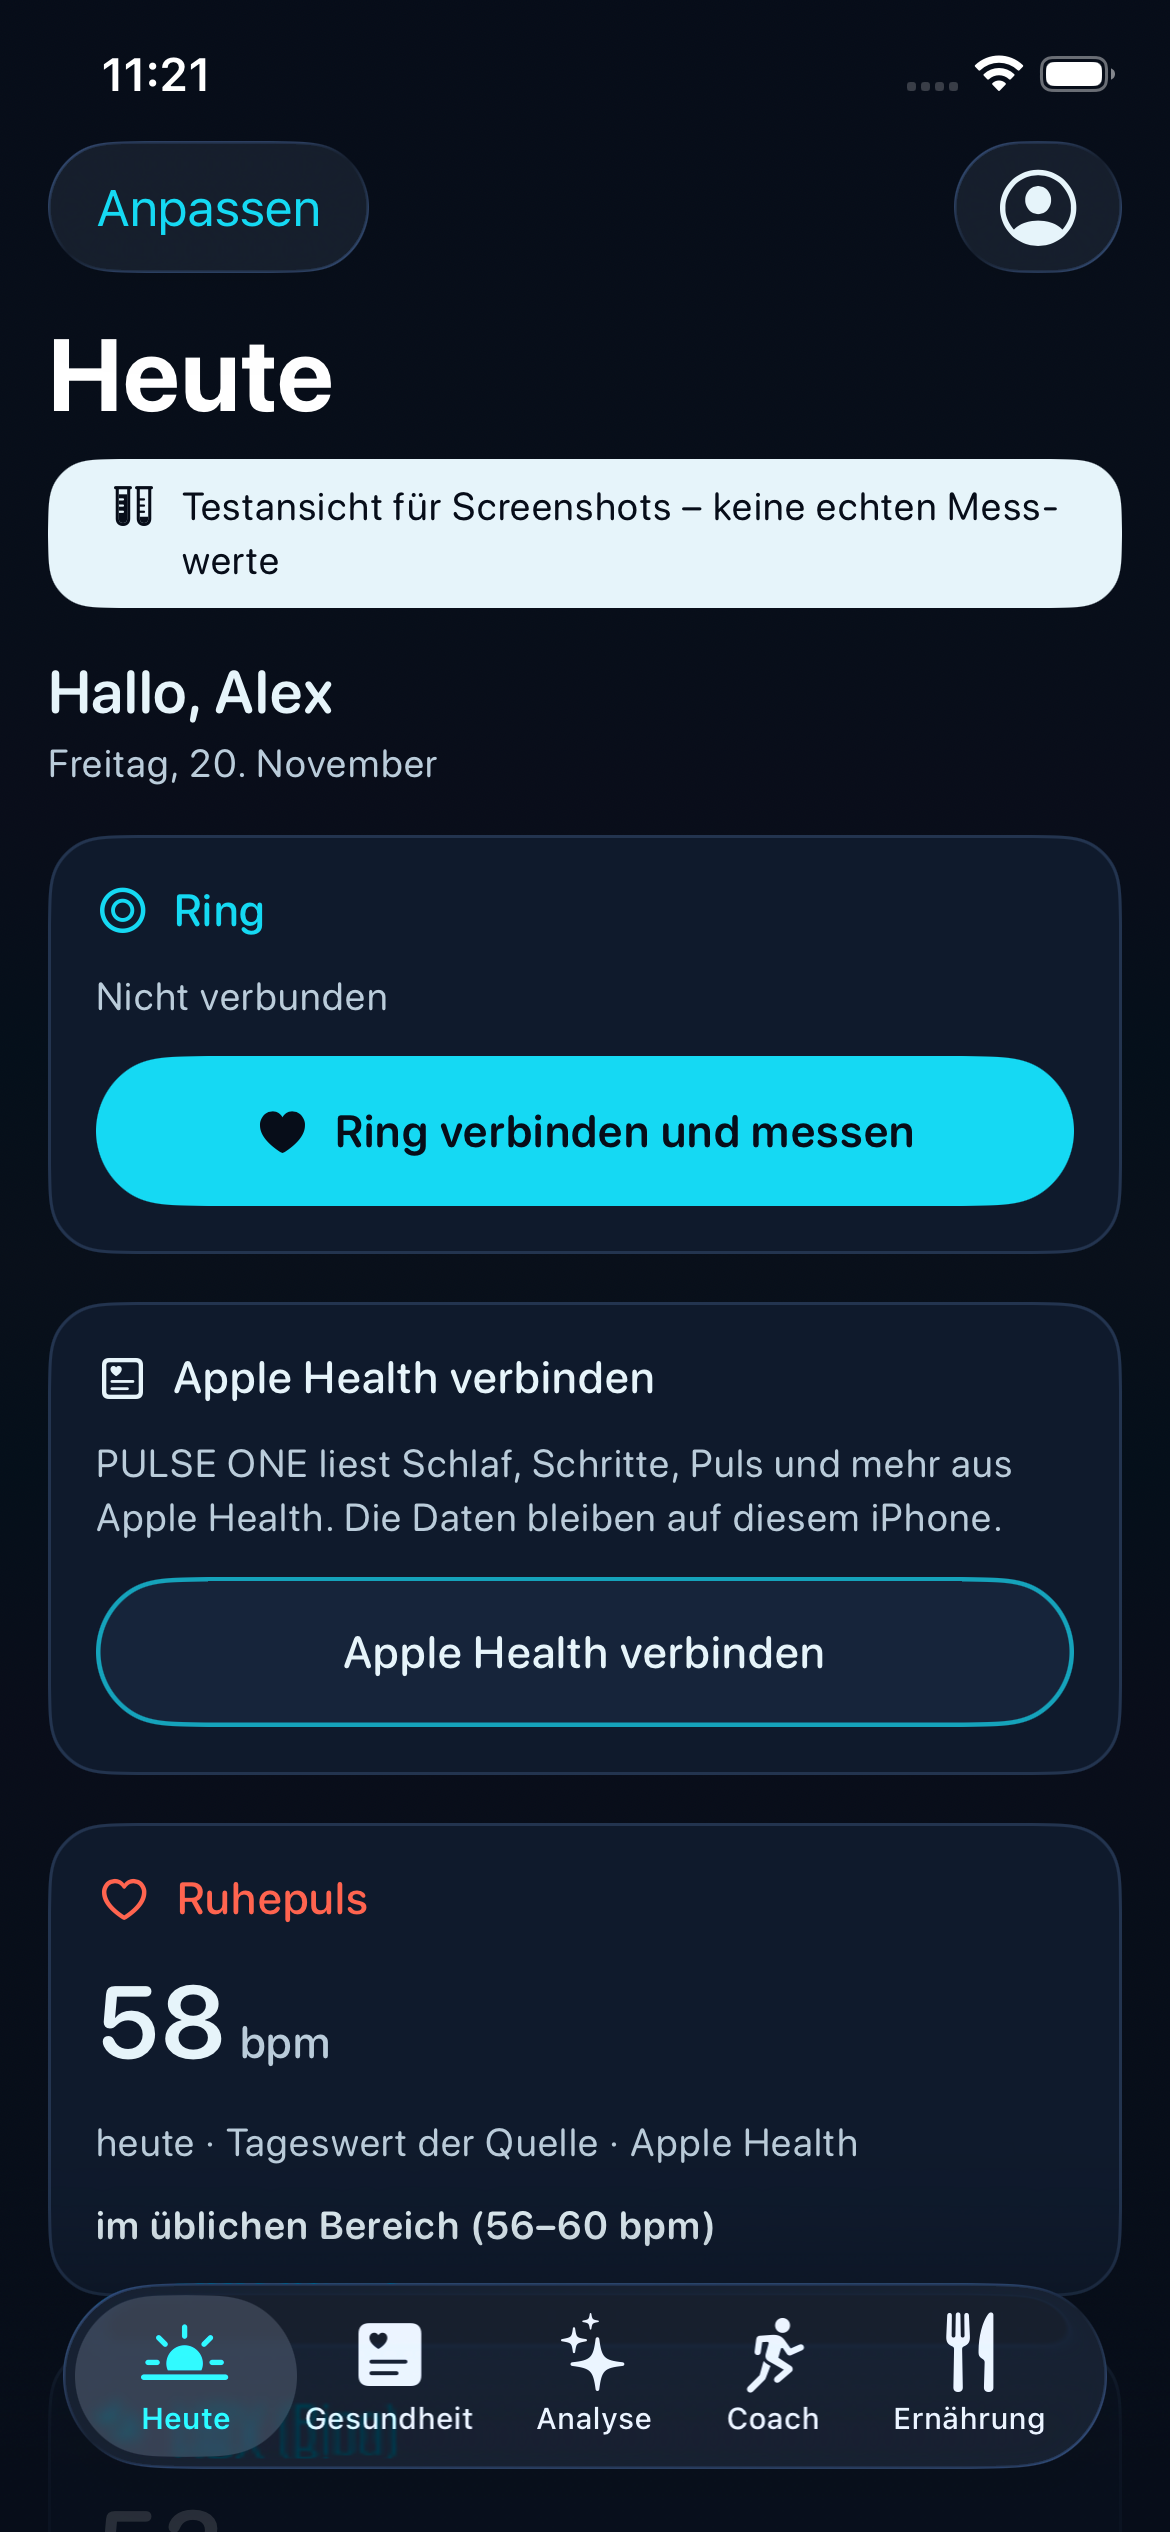 11:21
Anpassen
Heute
Testansicht für Screenshots – keine echten Mess-
werte
Hallo, Alex
Freitag, 20. November
Ring
Nicht verbunden
Ring verbinden und messen
Apple Health verbinden
PULSE ONE liest Schlaf, Schritte, Puls und mehr aus
Apple Health. Die Daten bleiben auf diesem iPhone.
Apple Health verbinden
Ruhepuls
58 bpm
heute · Tageswert der Quelle · Apple Health
im üblichen Bereich (56–60 bpm)
Heute Gesundheit Analyse Coach Ernährung